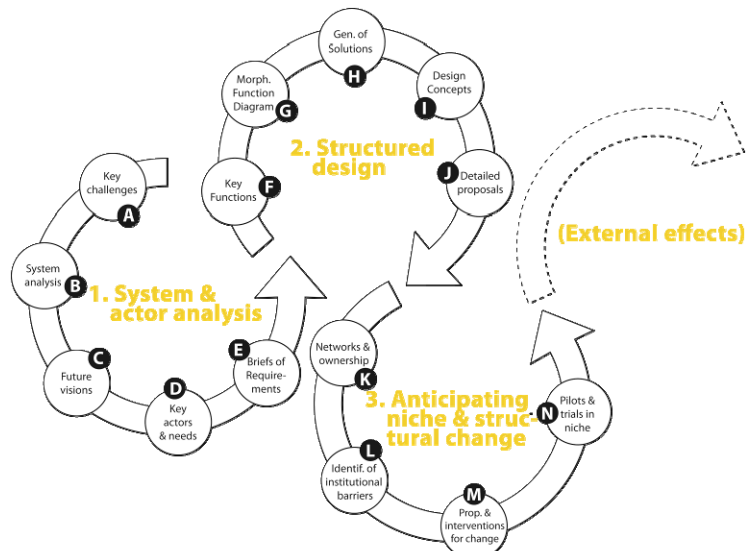 Key
challenges
A
System
analysis
B
1. System &
actor analysis
Future
visions
C
D
Key
actors
& needs
E
Briefs of
Require-
ments
Key
Functions
F
Morph.
Function
Diagram
G
Gen. of
Solutions
H
Design
Concepts
I
2. Structured
design
J
Detailed
proposals
Networks &
ownership
K
3. Anticipating
niche & struc-
tural change
L
Identif. of
institutional
barriers
M
Prop. &
interventions
for change
N
Pilots &
trials in
niche
(External effects)